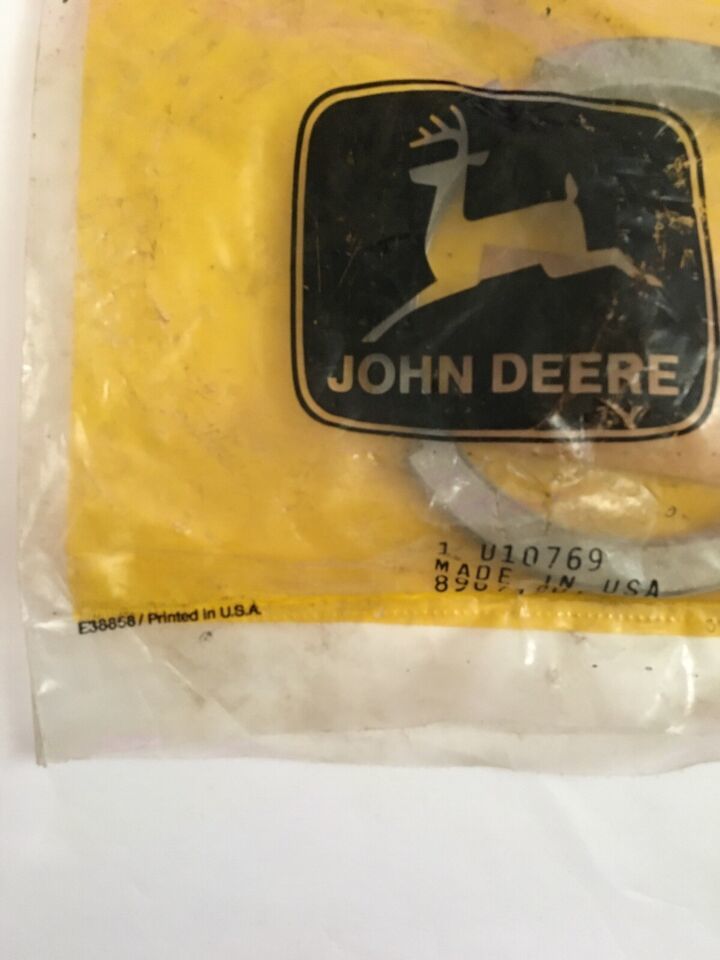 JOHN DEERE
1 U10769
MADE IN USA
E38858/ Printed in U.S.A.